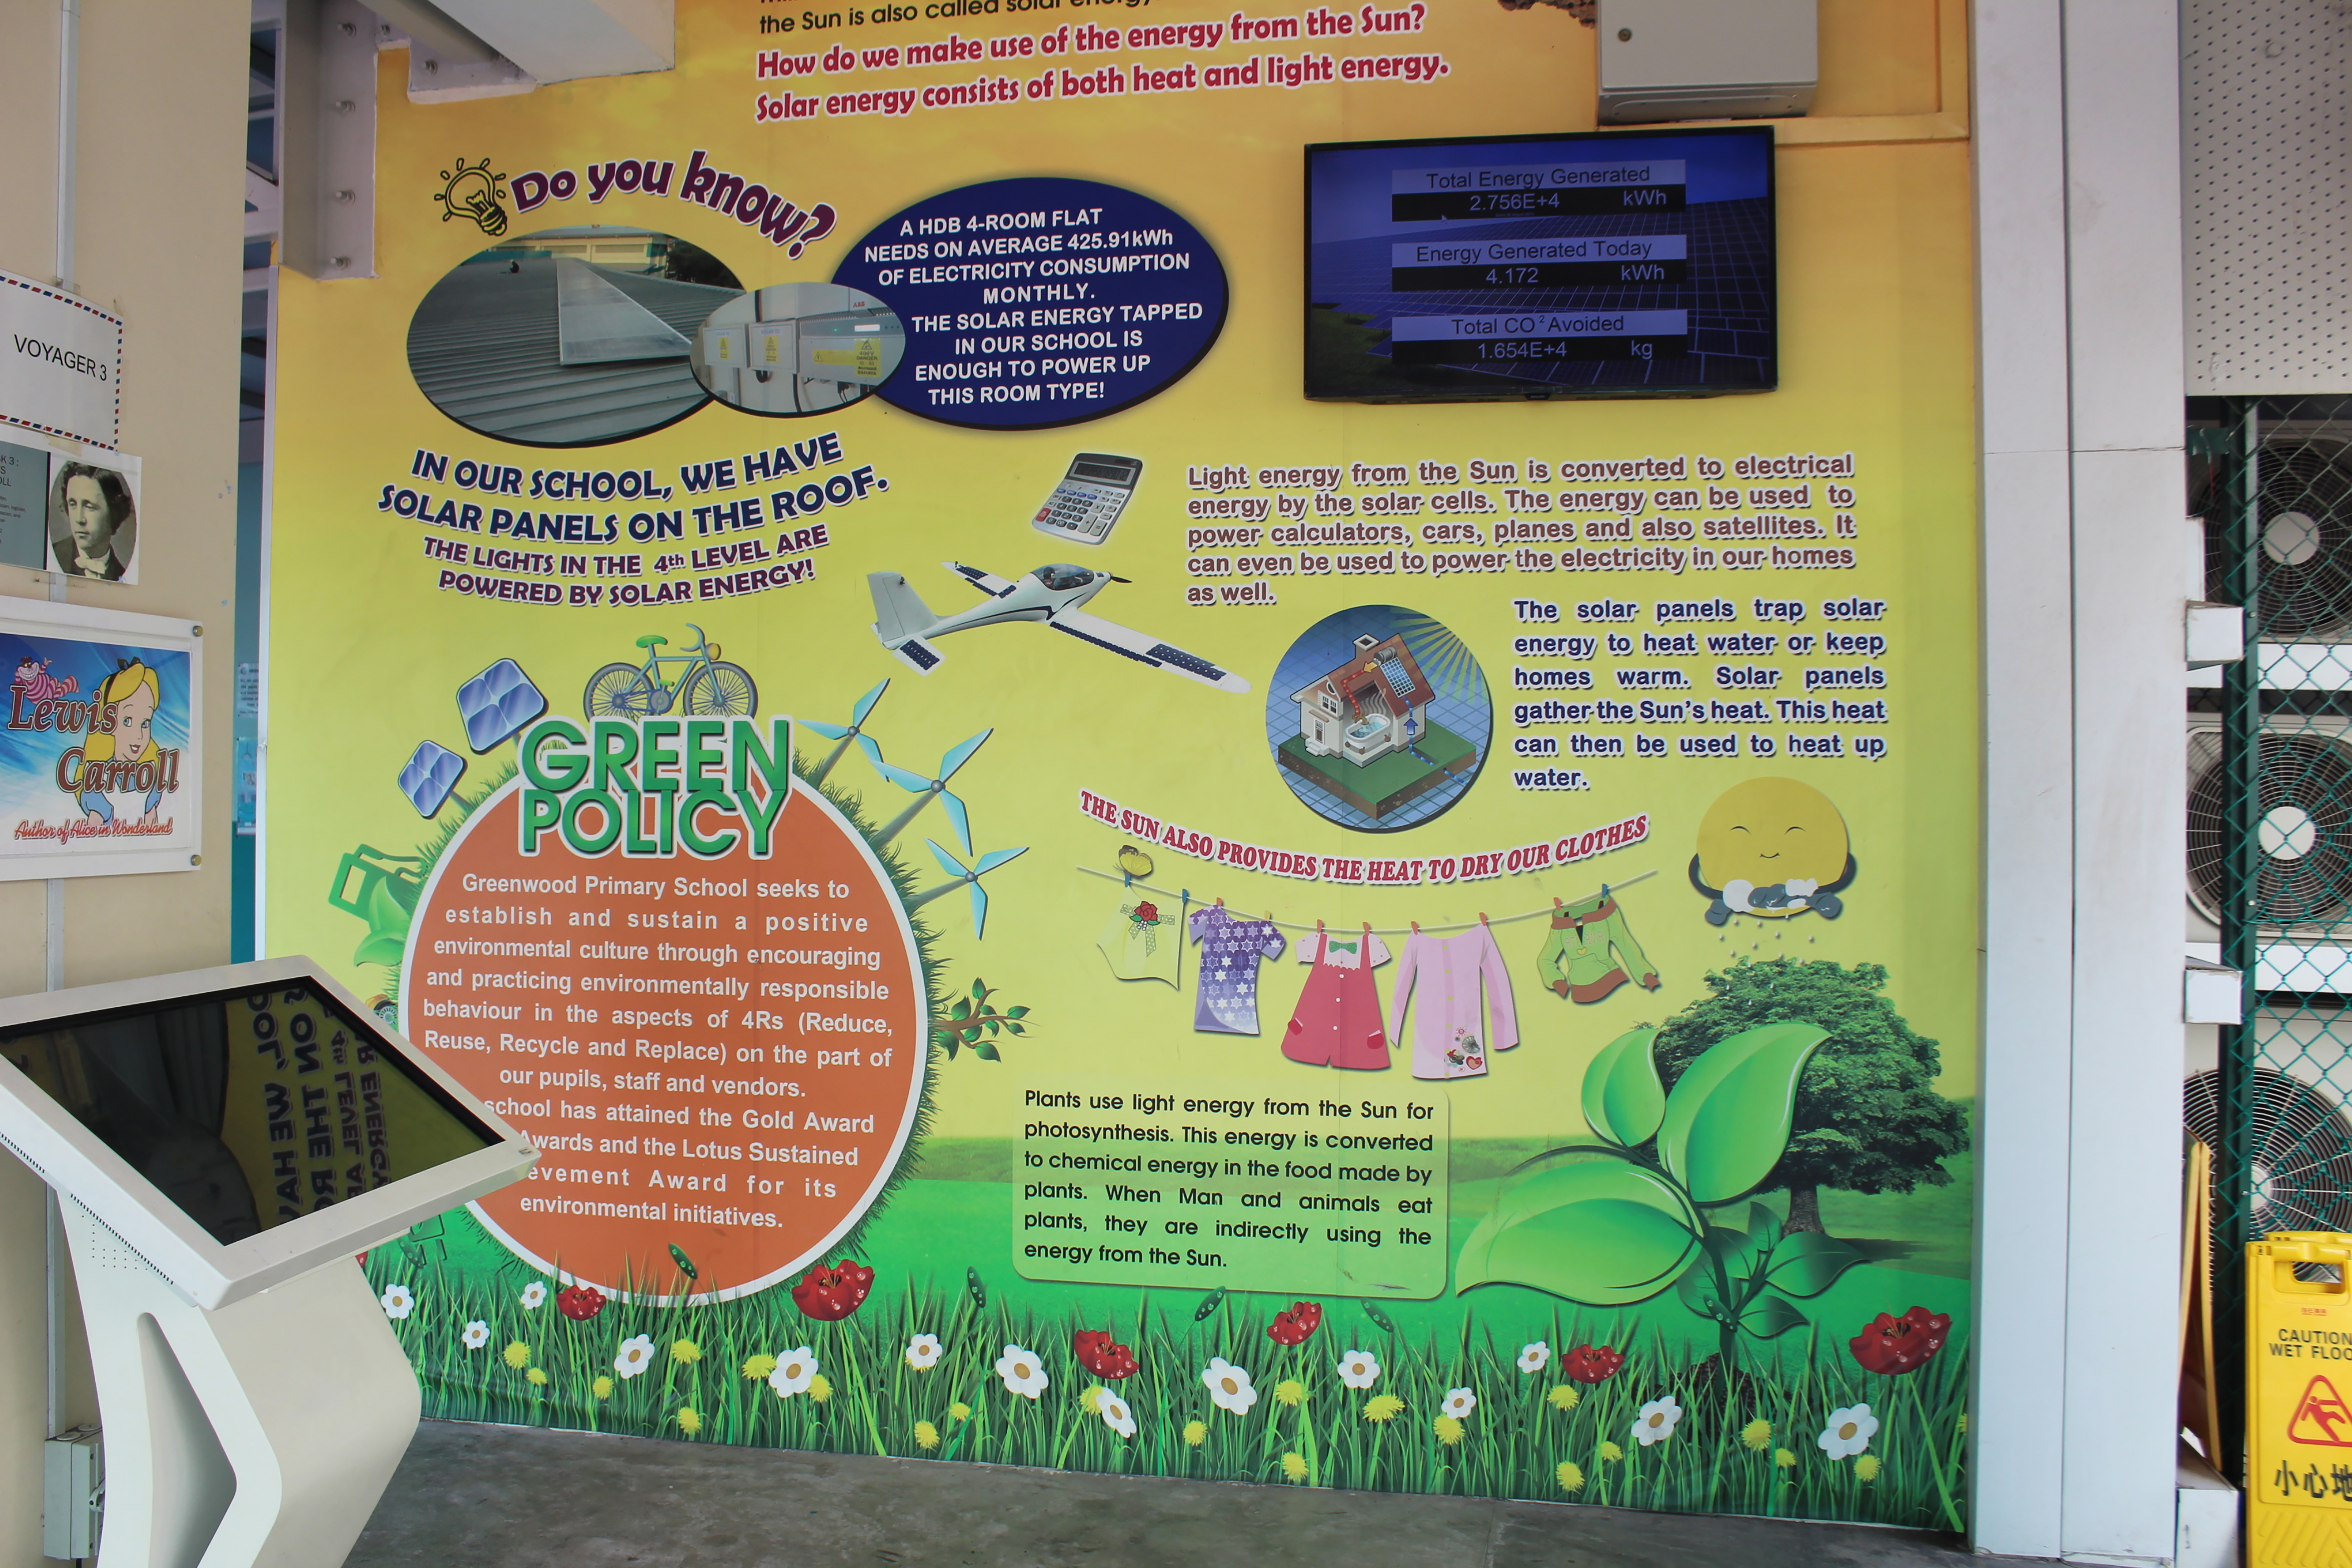 the Sun is also called solar energy
How do we make use of the energy from the Sun?
Solar energy consists of both heat and light energy.
Do you know?
A HDB 4-ROOM FLAT
NEEDS ON AVERAGE 425.91kWh
OF ELECTRICITY CONSUMPTION
MONTHLY.
THE SOLAR ENERGY TAPPED
IN OUR SCHOOL IS
ENOUGH TO POWER UP
THIS ROOM TYPE!
Total Energy Generated
2.756E+4 kWh
Energy Generated Today
4.172 kWh
Total CO2 Avoided
1.654E+4 kg
VOYAGER 3
IN OUR SCHOOL, WE HAVE
SOLAR PANELS ON THE ROOF.
THE LIGHTS IN THE 4th LEVEL ARE
POWERED BY SOLAR ENERGY!
Light energy from the Sun is converted to electrical
energy by the solar cells. The energy can be used to
power calculators, cars, planes and also satellites. It
can even be used to power the electricity in our homes
as well.
The solar panels trap solar
energy to heat water or keep
homes warm. Solar panels
gather the Sun's heat. This heat
can then be used to heat up
water.
Lewis
Carroll
Author of Alice in Wonderland
GREEN
POLICY
Greenwood Primary School seeks to
establish and sustain a positive
environmental culture through encouraging
and practicing environmentally responsible
behaviour in the aspects of 4Rs (Reduce,
Reuse, Recycle and Replace) on the part of
our pupils, staff and vendors.
school has attained the Gold Award
Awards and the Lotus Sustained
evement Award for its
environmental initiatives.
THE SUN ALSO PROVIDES THE HEAT TO DRY OUR CLOTHES
Plants use light energy from the Sun for
photosynthesis. This energy is converted
to chemical energy in the food made by
plants. When Man and animals eat
plants, they are indirectly using the
energy from the Sun.
CAUTION
WET FLOO
小心地